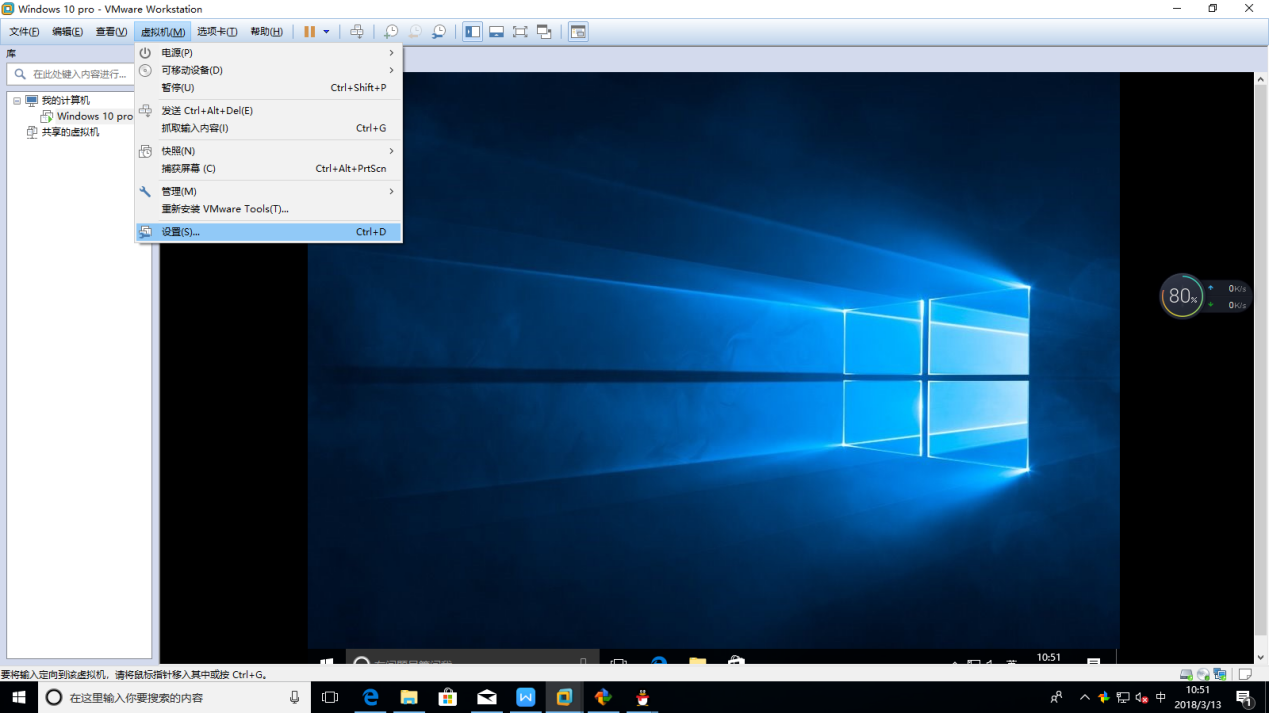 Windows 10 pro - VMware Workstation
文件(F) 编辑(E) 查看(V) 虚拟机(M) 选项卡(T) 帮助(H)
库
在此处键入内容进行...
我的计算机
Windows 10 pro
共享的虚拟机
电源(P)
可移动设备(D)
暂停(U) Ctrl+Shift+P
发送 Ctrl+Alt+Del(E)
抓取输入内容(I) Ctrl+G
快照(N)
捕获屏幕 (C) Ctrl+Alt+PrtScn
管理(M)
重新安装 VMware Tools(T)...
设置(S)... Ctrl+D
80%
0K/s
0K/s
10:51
要将输入定向到该虚拟机，请将鼠标指针移入其中或按 Ctrl+G。
在这里输入你要搜索的内容
中
10:51
2018/3/13
1